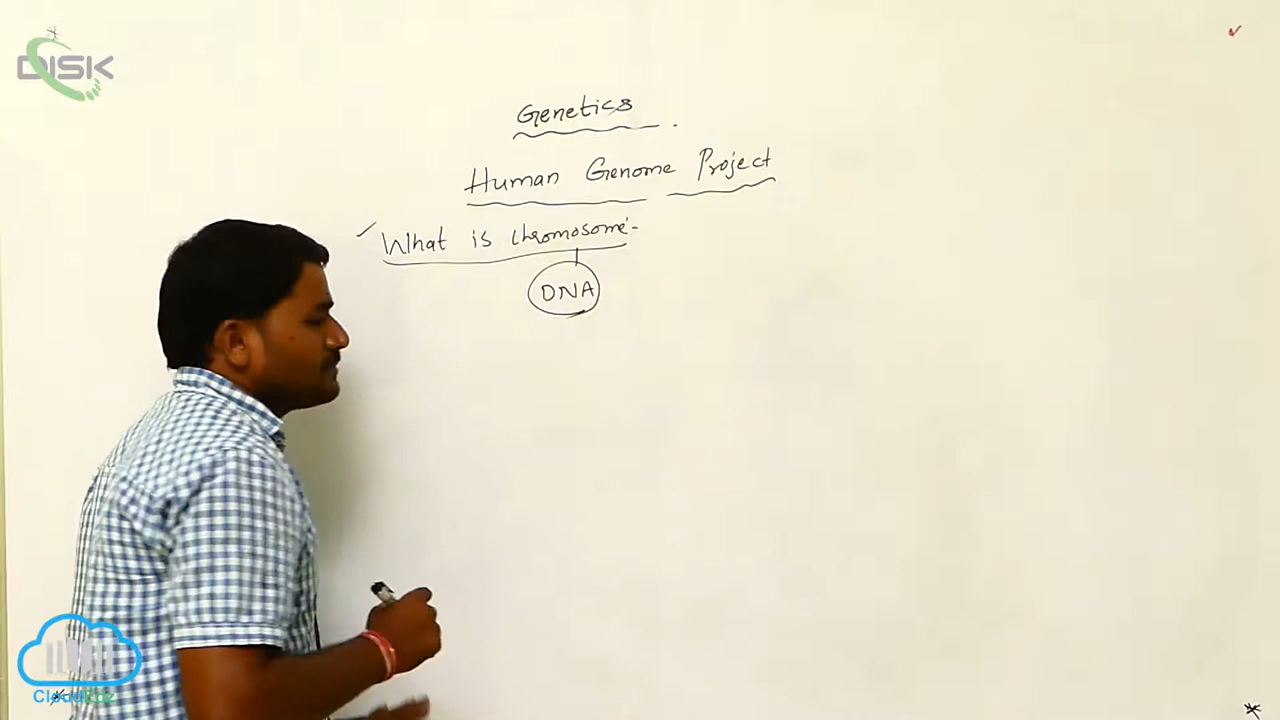 DISK
Genetics
Human Genome Project
What is chromosome:-
DNA